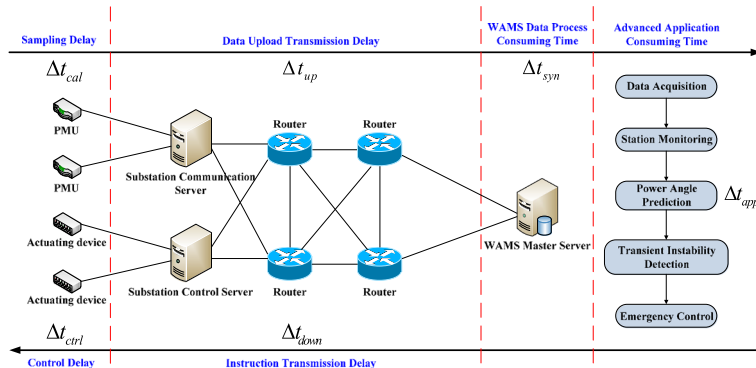 Sampling Delay
Data Upload Transmission Delay
WAMS Data Process
Consuming Time
Advanced Application
Consuming Time
Δt_cal
Δt_up
Δt_syn
PMU
PMU
Actuating device
Actuating device
Substation Communication
Server
Substation Control Server
Router
Router
Router
Router
WAMS Master Server
Data Acquisition
Station Monitoring
Power Angle
Prediction
Δt_app
Transient Instability
Detection
Emergency Control
Δt_ctrl
Δt_down
Control Delay
Instruction Transmission Delay